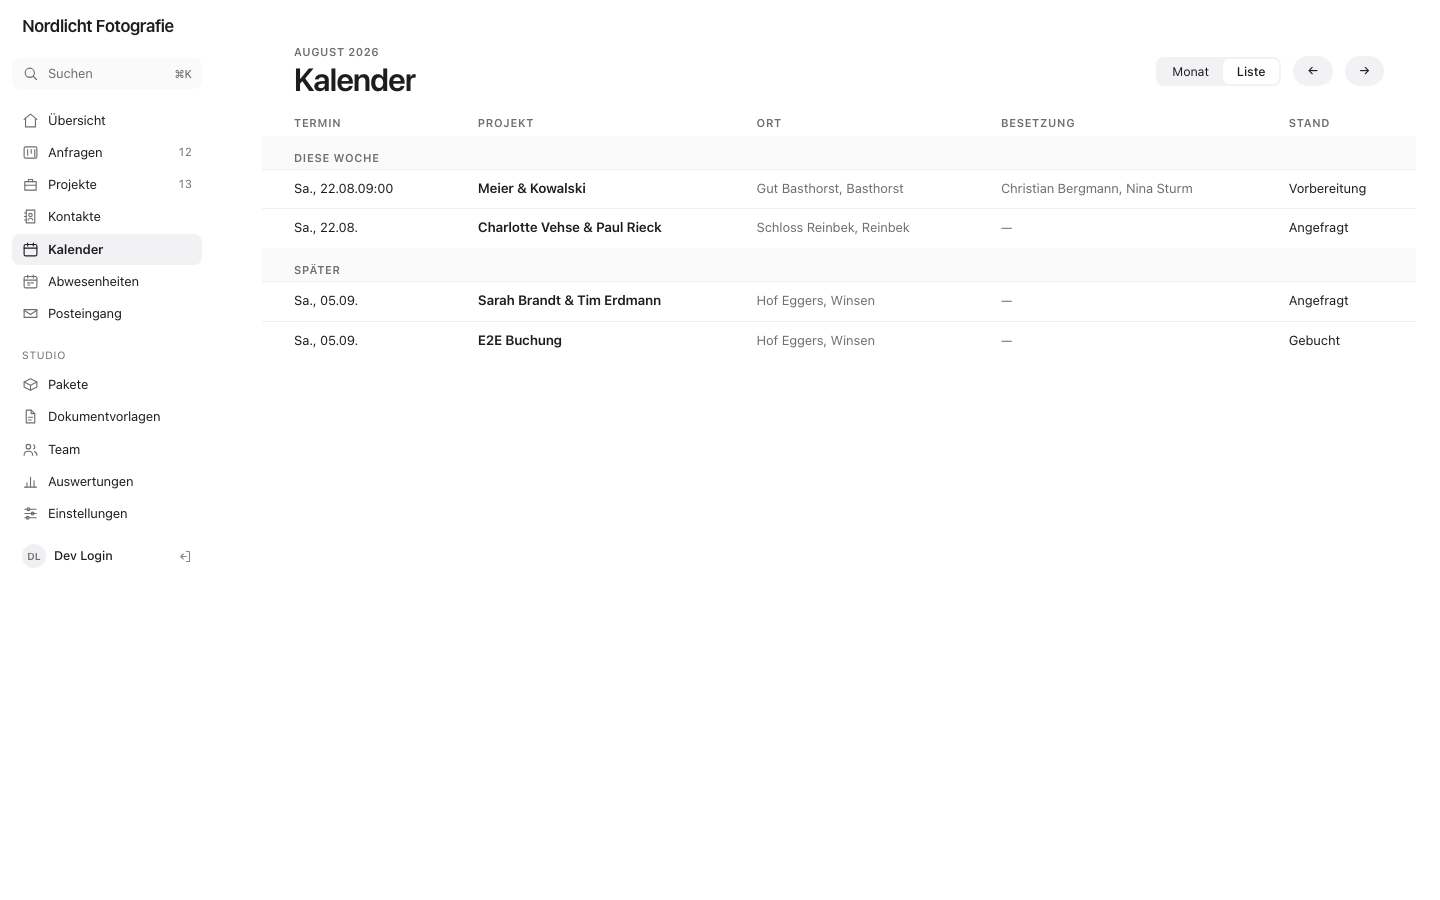 Nordlicht Fotografie
Suchen ⌘K
Übersicht
Anfragen 12
Projekte 13
Kontakte
Kalender
Abwesenheiten
Posteingang
STUDIO
Pakete
Dokumentvorlagen
Team
Auswertungen
Einstellungen
DL Dev Login
AUGUST 2026
Kalender
Monat Liste ← →
TERMIN PROJEKT ORT BESETZUNG STAND
DIESE WOCHE
Sa., 22.08.09:00 Meier & Kowalski Gut Basthorst, Basthorst Christian Bergmann, Nina Sturm Vorbereitung
Sa., 22.08. Charlotte Vehse & Paul Rieck Schloss Reinbek, Reinbek — Angefragt
SPÄTER
Sa., 05.09. Sarah Brandt & Tim Erdmann Hof Eggers, Winsen — Angefragt
Sa., 05.09. E2E Buchung Hof Eggers, Winsen — Gebucht